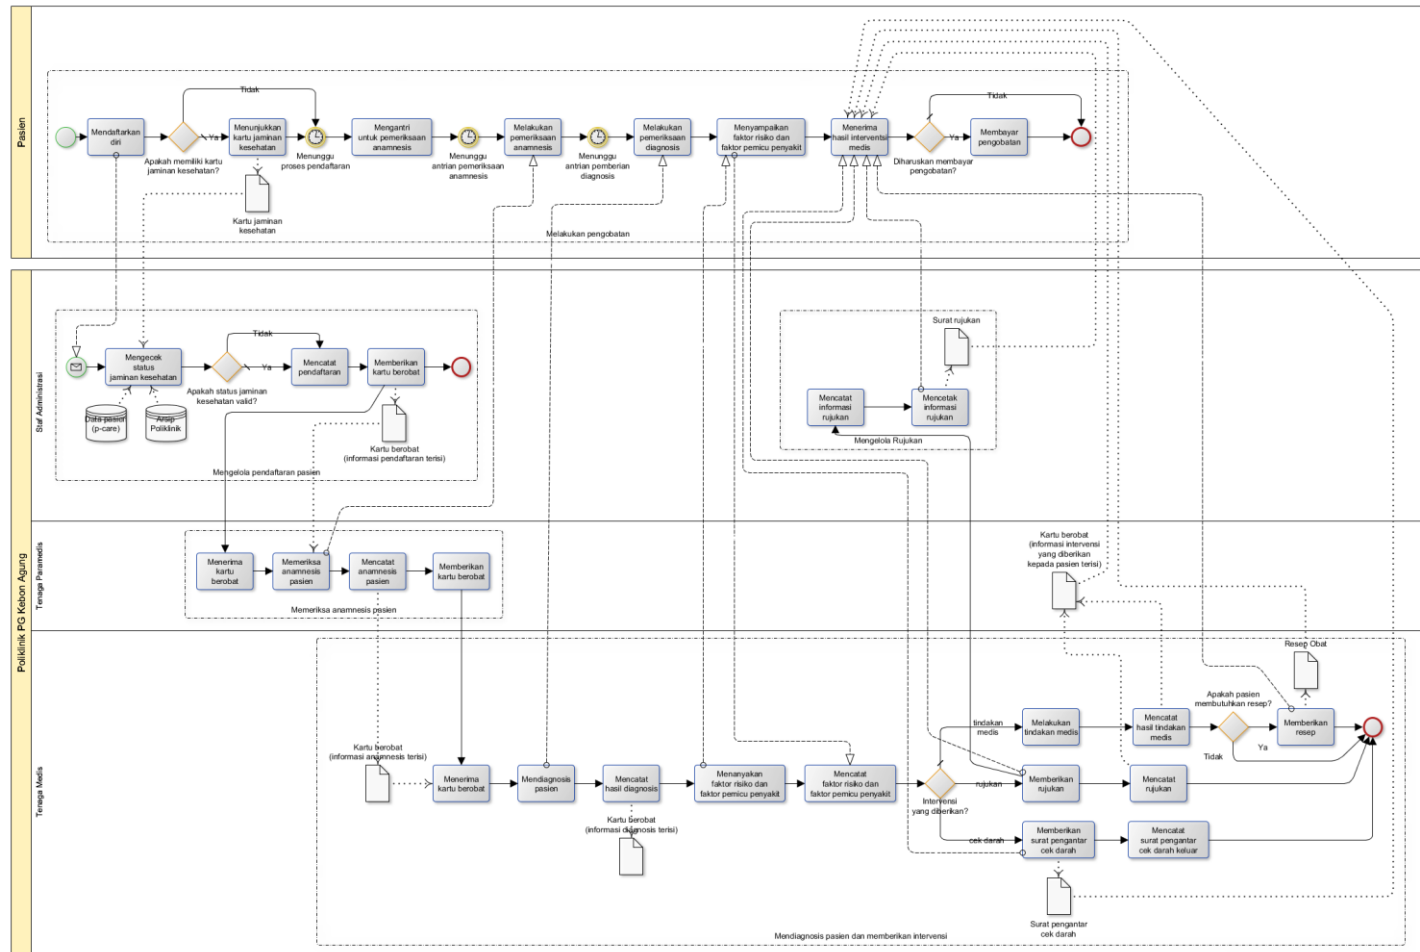 Pasien
Tidak
Mendaftarkan
diri
Ya
Apakah memiliki kartu
jaminan kesehatan?
Menunjukkan
kartu jaminan
kesehatan
Menunggu
proses pendaftaran
Mengantri
untuk pemeriksaan
anamnesis
Menunggu
antrian pemeriksaan
anamnesis
Melakukan
pemeriksaan
anamnesis
Menunggu
antrian pemberian
diagnosis
Melakukan
pemeriksaan
diagnosis
Menyampaikan
faktor risiko dan
faktor pemicu penyakit
Menerima
hasil intervensi
medis
Tidak
Ya
Diharuskan membayar
pengobatan?
Membayar
pengobatan
Kartu jaminan
kesehatan
Melakukan pengobatan
Poliklinik PG Kebon Agung
Staf Administrasi
Mengecek
status
jaminan kesehatan
Tidak
Ya
Apakah status jaminan
kesehatan valid?
Mencatat
pendaftaran
Memberikan
kartu berobat
Data pasien
(p-care)
Arsip
Poliklinik
Kartu berobat
(informasi pendaftaran terisi)
Mengelola pendaftaran pasien
Surat rujukan
Mencatat
informasi
rujukan
Mencetak
informasi
rujukan
Mengelola Rujukan
Tenaga Paramedis
Menerima
kartu
berobat
Memeriksa
anamnesis
pasien
Mencatat
anamnesis
pasien
Memberikan
kartu berobat
Memeriksa anamnesis pasien
Kartu berobat
(informasi intervensi
yang diberikan
kepada pasien terisi)
Tenaga Medis
Resep Obat
Kartu berobat
(informasi anamnesis terisi)
Menerima
kartu berobat
Mendiagnosis
pasien
Mencatat
hasil diagnosis
Kartu berobat
(informasi diagnosis terisi)
Menanyakan
faktor risiko dan
faktor pemicu penyakit
Mencatat
faktor risiko dan
faktor pemicu penyakit
Intervensi
yang diberikan?
tindakan
medis
rujukan
cek darah
Melakukan
tindakan medis
Mencatat
hasil tindakan
medis
Apakah pasien
membutuhkan resep?
Ya
Tidak
Memberikan
resep
Memberikan
rujukan
Mencatat
rujukan
Memberikan
surat pengantar
cek darah
Mencatat
surat pengantar
cek darah keluar
Surat pengantar
cek darah
Mendiagnosis pasien dan memberikan intervensi